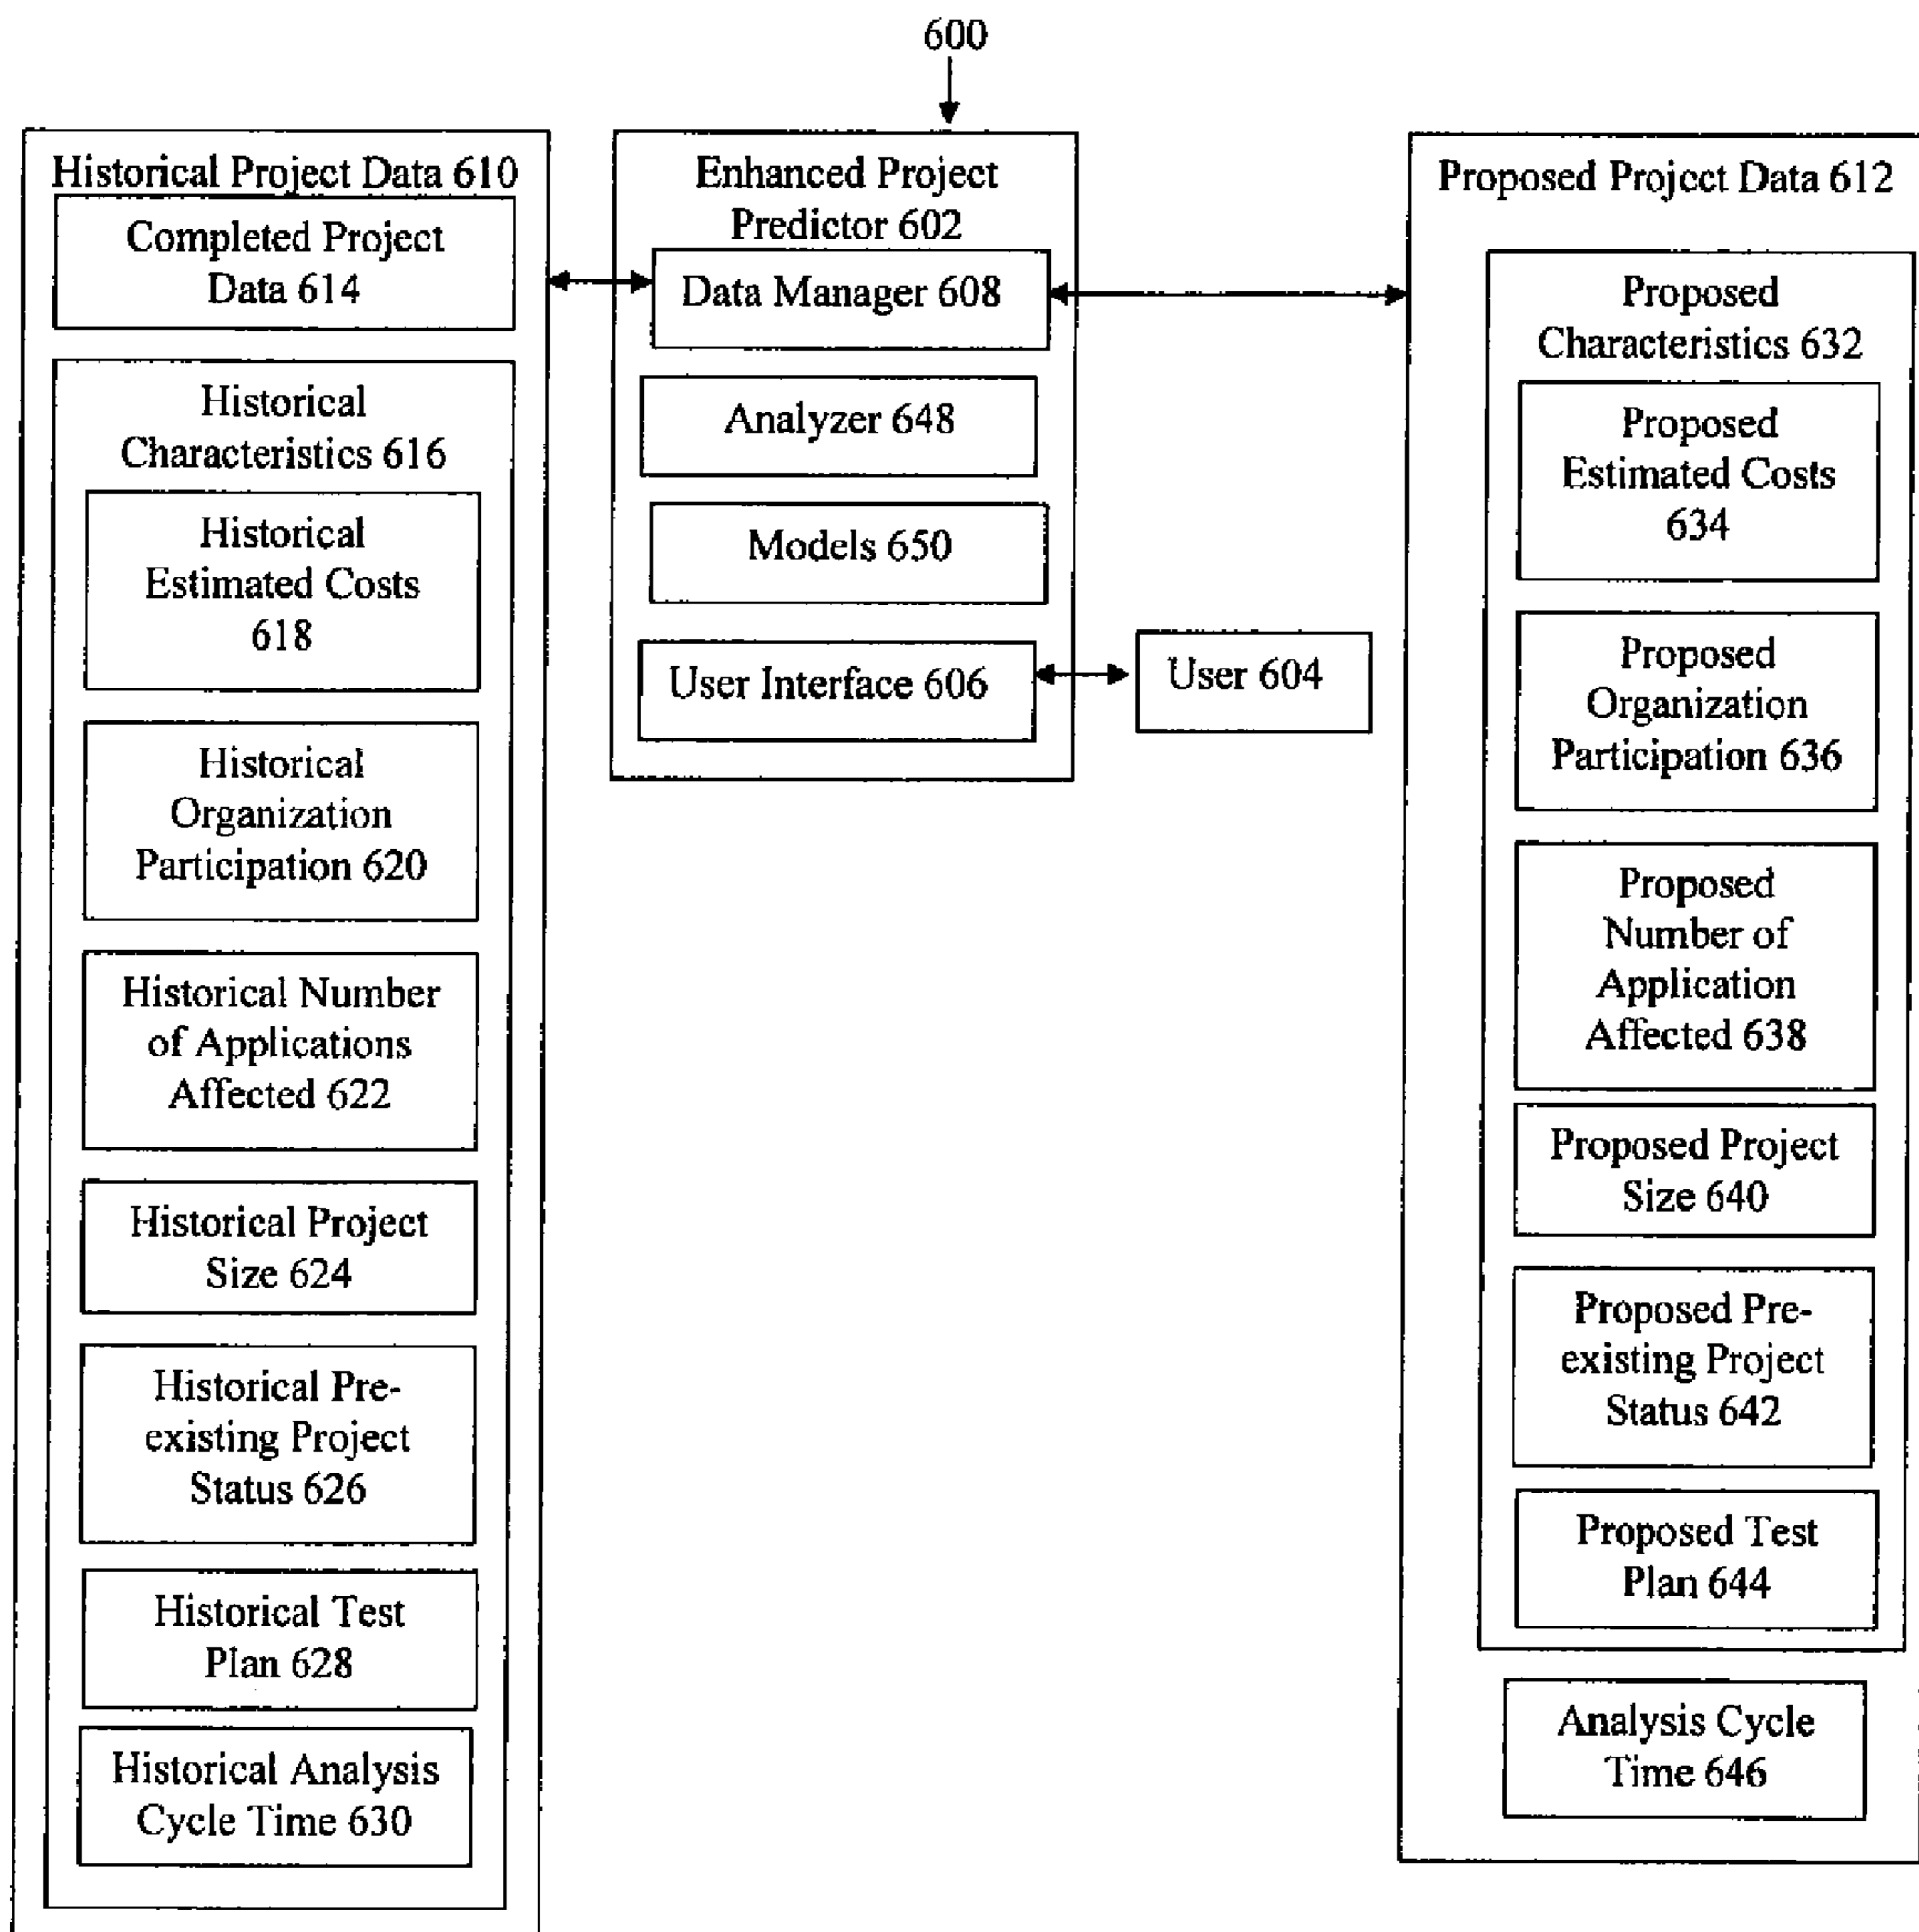 600
Historical Project Data 610
Completed Project
Data 614
Historical
Characteristics 616
Historical
Estimated Costs
618
Historical
Organization
Participation 620
Historical Number
of Applications
Affected 622
Historical Project
Size 624
Historical Pre-
existing Project
Status 626
Historical Test
Plan 628
Historical Analysis
Cycle Time 630
Enhanced Project
Predictor 602
Data Manager 608
Analyzer 648
Models 650
User Interface 606
User 604
Proposed Project Data 612
Proposed
Characteristics 632
Proposed
Estimated Costs
634
Proposed
Organization
Participation 636
Proposed
Number of
Application
Affected 638
Proposed Project
Size 640
Proposed Pre-
existing Project
Status 642
Proposed Test
Plan 644
Analysis Cycle
Time 646